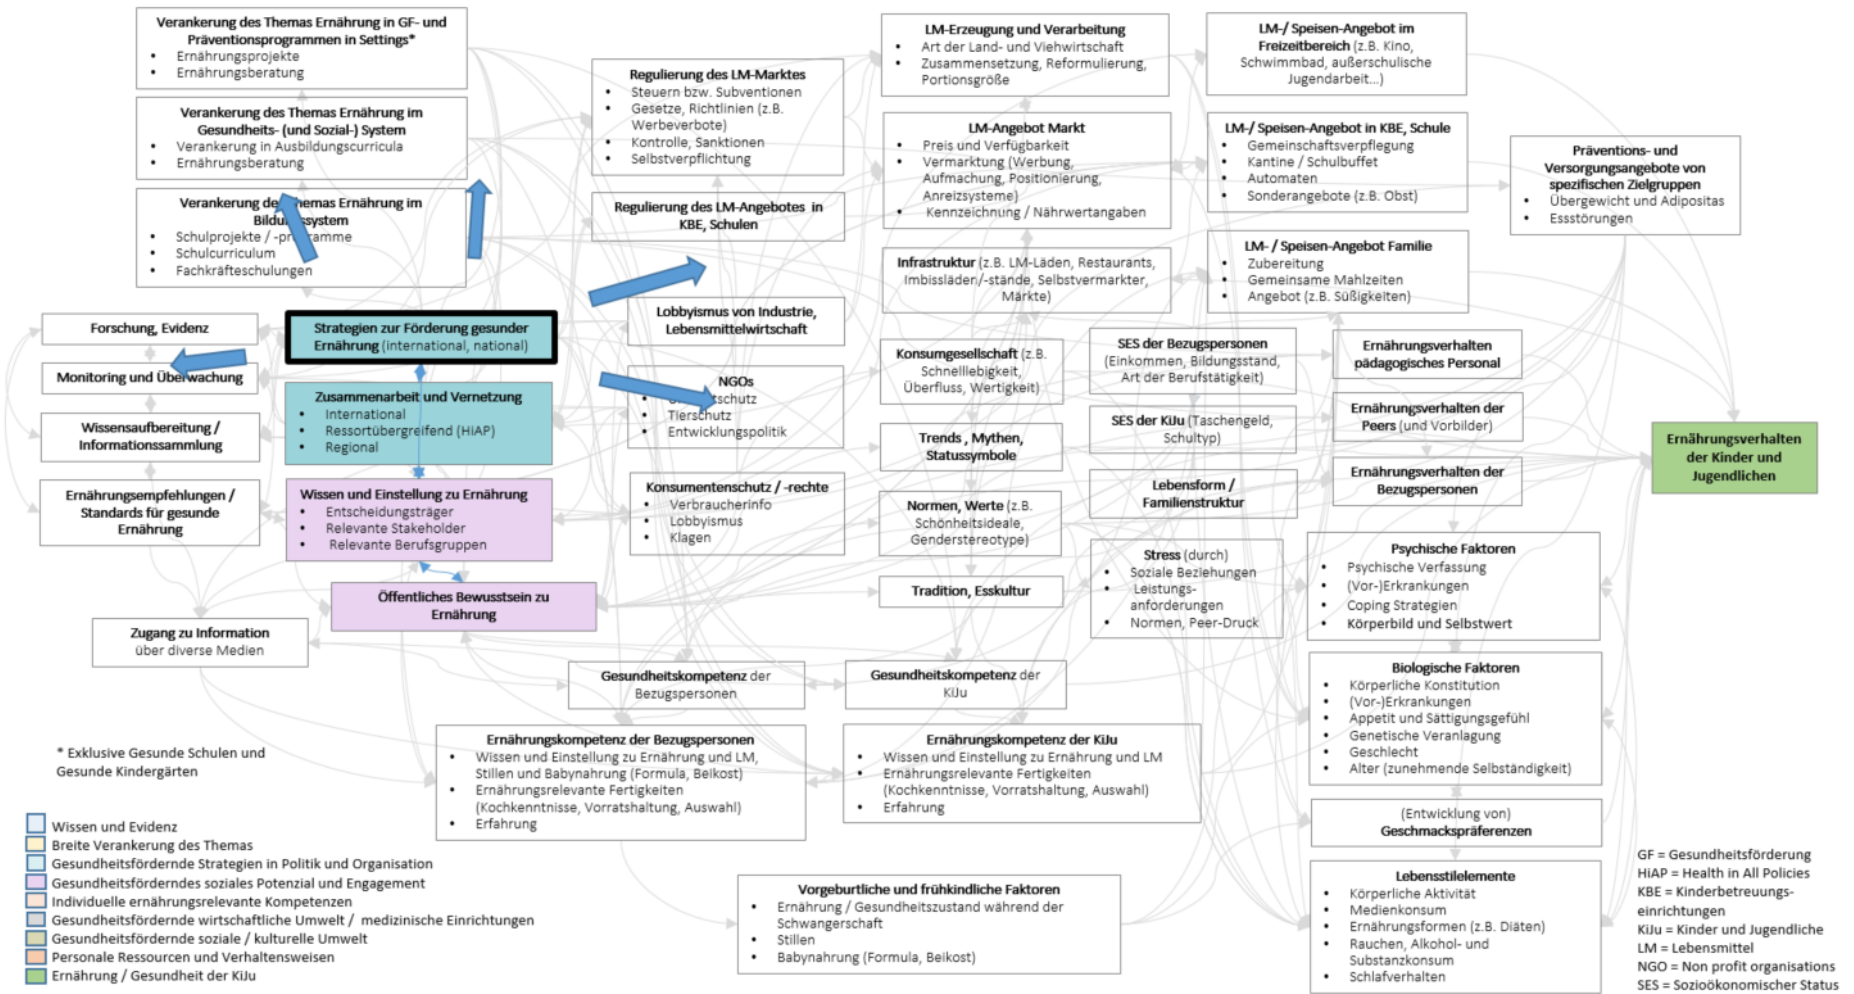 Verankerung des Themas Ernährung in GF- und
Präventionsprogrammen in Settings*
• Ernährungsprojekte
• Ernährungsberatung
Verankerung des Themas Ernährung im
Gesundheits- (und Sozial-) System
• Verankerung in Ausbildungscurricula
• Ernährungsberatung
Verankerung des Themas Ernährung im
Bildungssystem
• Schulprojekte / -programme
• Schulcurriculum
• Fachkräfteschulungen
Forschung, Evidenz
Monitoring und Überwachung
Wissensaufbereitung /
Informationssammlung
Ernährungsempfehlungen /
Standards für gesunde
Ernährung
Strategien zur Förderung gesunder
Ernährung (international, national)
Zusammenarbeit und Vernetzung
• International
• Ressortübergreifend (HiAP)
• Regional
Wissen und Einstellung zu Ernährung
• Entscheidungsträger
• Relevante Stakeholder
• Relevante Berufsgruppen
Öffentliches Bewusstsein zu
Ernährung
Zugang zu Information
über diverse Medien
Regulierung des LM-Marktes
• Steuern bzw. Subventionen
• Gesetze, Richtlinien (z.B.
Werbeverbote)
• Kontrolle, Sanktionen
• Selbstverpflichtung
Regulierung des LM-Angebotes in
KBE, Schulen
Lobbyismus von Industrie,
Lebensmittelwirtschaft
NGOs
• Tierschutz
• Entwicklungspolitik
Konsumentenschutz / -rechte
• Verbraucherinfo
• Lobbyismus
• Klagen
LM-Erzeugung und Verarbeitung
• Art der Land- und Viehwirtschaft
• Zusammensetzung, Reformulierung,
Portionsgröße
LM-Angebot Markt
• Preis und Verfügbarkeit
• Vermarktung (Werbung,
Aufmachung, Positionierung,
Anreizsysteme)
• Kennzeichnung / Nährwertangaben
Infrastruktur (z.B. LM-Läden, Restaurants,
Imbissläden/-stände, Selbstvermarkter,
Märkte)
Konsumgesellschaft (z.B.
Schnelllebigkeit,
Überfluss, Wertigkeit)
Trends , Mythen,
Statussymbole
Normen, Werte (z.B.
Schönheitsideale,
Genderstereotype)
Tradition, Esskultur
SES der Bezugspersonen
(Einkommen, Bildungsstand,
Art der Berufstätigkeit)
SES der KiJu (Taschengeld,
Schultyp)
Lebensform /
Familienstruktur
Stress (durch)
• Soziale Beziehungen
• Leistungs-
anforderungen
• Normen, Peer-Druck
LM-/ Speisen-Angebot im
Freizeitbereich (z.B. Kino,
Schwimmbad, außerschulische
Jugendarbeit...)
LM-/ Speisen-Angebot in KBE, Schule
• Gemeinschaftsverpflegung
• Kantine / Schulbuffet
• Automaten
• Sonderangebote (z.B. Obst)
LM- / Speisen-Angebot Familie
• Zubereitung
• Gemeinsame Mahlzeiten
• Angebot (z.B. Süßigkeiten)
Präventions- und
Versorgungsangebote von
spezifischen Zielgruppen
• Übergewicht und Adipositas
• Essstörungen
Ernährungsverhalten
pädagogisches Personal
Ernährungsverhalten der
Peers (und Vorbilder)
Ernährungsverhalten der
Bezugspersonen
Ernährungsverhalten
der Kinder und
Jugendlichen
Psychische Faktoren
• Psychische Verfassung
• (Vor-)Erkrankungen
• Coping Strategien
• Körperbild und Selbstwert
Biologische Faktoren
• Körperliche Konstitution
• (Vor-)Erkrankungen
• Appetit und Sättigungsgefühl
• Genetische Veranlagung
• Geschlecht
• Alter (zunehmende Selbständigkeit)
(Entwicklung von)
Geschmackspräferenzen
Lebensstilelemente
• Körperliche Aktivität
• Medienkonsum
• Ernährungsformen (z.B. Diäten)
• Rauchen, Alkohol- und
Substanzkonsum
• Schlafverhalten
Gesundheitskompetenz der
Bezugspersonen
Gesundheitskompetenz der
KiJu
Ernährungskompetenz der Bezugspersonen
• Wissen und Einstellung zu Ernährung und LM,
Stillen und Babynahrung (Formula, Beikost)
• Ernährungsrelevante Fertigkeiten
(Kochkenntnisse, Vorratshaltung, Auswahl)
• Erfahrung
Ernährungskompetenz der KiJu
• Wissen und Einstellung zu Ernährung und LM
• Ernährungsrelevante Fertigkeiten
(Kochkenntnisse, Vorratshaltung, Auswahl)
• Erfahrung
Vorgeburtliche und frühkindliche Faktoren
• Ernährung / Gesundheitszustand während der
Schwangerschaft
• Stillen
• Babynahrung (Formula, Beikost)
* Exklusive Gesunde Schulen und
Gesunde Kindergärten
Wissen und Evidenz
Breite Verankerung des Themas
Gesundheitsfördernde Strategien in Politik und Organisation
Gesundheitsförderndes soziales Potenzial und Engagement
Individuelle ernährungsrelevante Kompetenzen
Gesundheitsfördernde wirtschaftliche Umwelt / medizinische Einrichtungen
Gesundheitsfördernde soziale / kulturelle Umwelt
Personale Ressourcen und Verhaltensweisen
Ernährung / Gesundheit der KiJu
GF = Gesundheitsförderung
HiAP = Health in All Policies
KBE = Kinderbetreuungs-
einrichtungen
KiJu = Kinder und Jugendliche
LM = Lebensmittel
NGO = Non profit organisations
SES = Sozioökonomischer Status